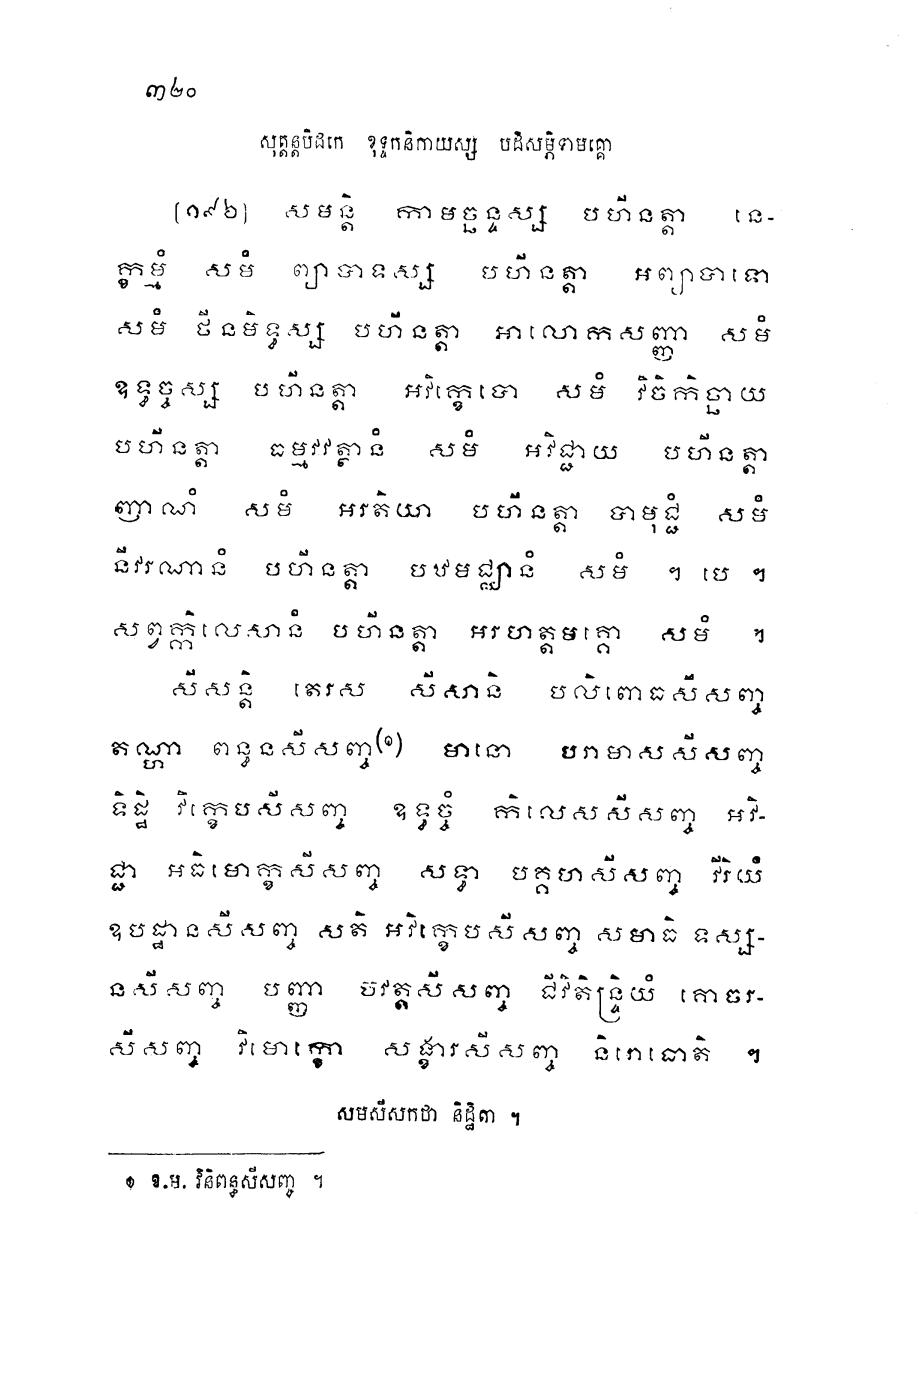 ៣២០
សុត្តន្តបិដកេ ខុទ្ទកនិកាយស្ស បដិសម្ភិទាមគ្គោ
[១៩៦] សមន្តិ កាមច្ឆន្ទស្ស បហីនត្តា នេ-
ក្ខម្មំ សមំ ព្យាបាទស្ស បហីនត្តា អព្យាបាទោ
សមំ ថីនមិទ្ធស្ស បហីនត្តា អាលោកសញ្ញា សមំ
ឧទ្ធច្ចស្ស បហីនត្តា អវិក្ខេបោ សមំ វិចិកិច្ឆាយ
បហីនត្តា ធម្មវវត្ថានំ សមំ អវិជ្ជាយ បហីនត្តា
ញាណំ សមំ អរតិយា បហីនត្តា បាមុជ្ជំ សមំ
នីវរណានំ បហីនត្តា បឋមជ្ឈានំ សមំ ។ បេ ។
សព្វក្កិលេសានំ បហីនត្តា អរហត្តមគ្គោ សមំ ។
សីសន្តិ តេរស សីសានិ បលិពោធសីសញ្ច
តណ្ហា ពន្ធនសីសញ្ច(១) មានោ បរាមាសសីសញ្ច
ទិដ្ឋិ វិក្ខេបសីសញ្ច ឧទ្ធច្ចំ កិលេសសីសញ្ច អវិ-
ជ្ជា អធិមោក្ខសីសញ្ច សទ្ធា បគ្គហសីសញ្ច វីរិយំ
ឧបដ្ឋានសីសញ្ច សតិ អវិក្ខេបសីសញ្ច សមាធិ ទស្ស-
នសីសញ្ច បញ្ញា បវត្តសីសញ្ច ជីវិតិន្ទ្រិយំ គោចរ-
សីសញ្ច វិមោក្ខោ សង្ខារសីសញ្ច និរោធោតិ ។
សមសីសកថា និដ្ឋិតា ។
១ ឱ.ម. វិនិពន្ធសីសញ្ច ។